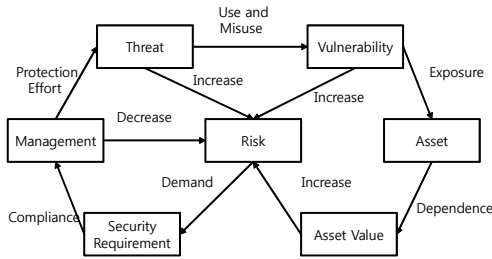 Use and
Misuse
Threat
Vulnerability
Protection
Effort
Increase
Increase
Exposure
Decrease
Management
Risk
Asset
Demand
Increase
Dependence
Compliance
Security
Requirement
Asset Value